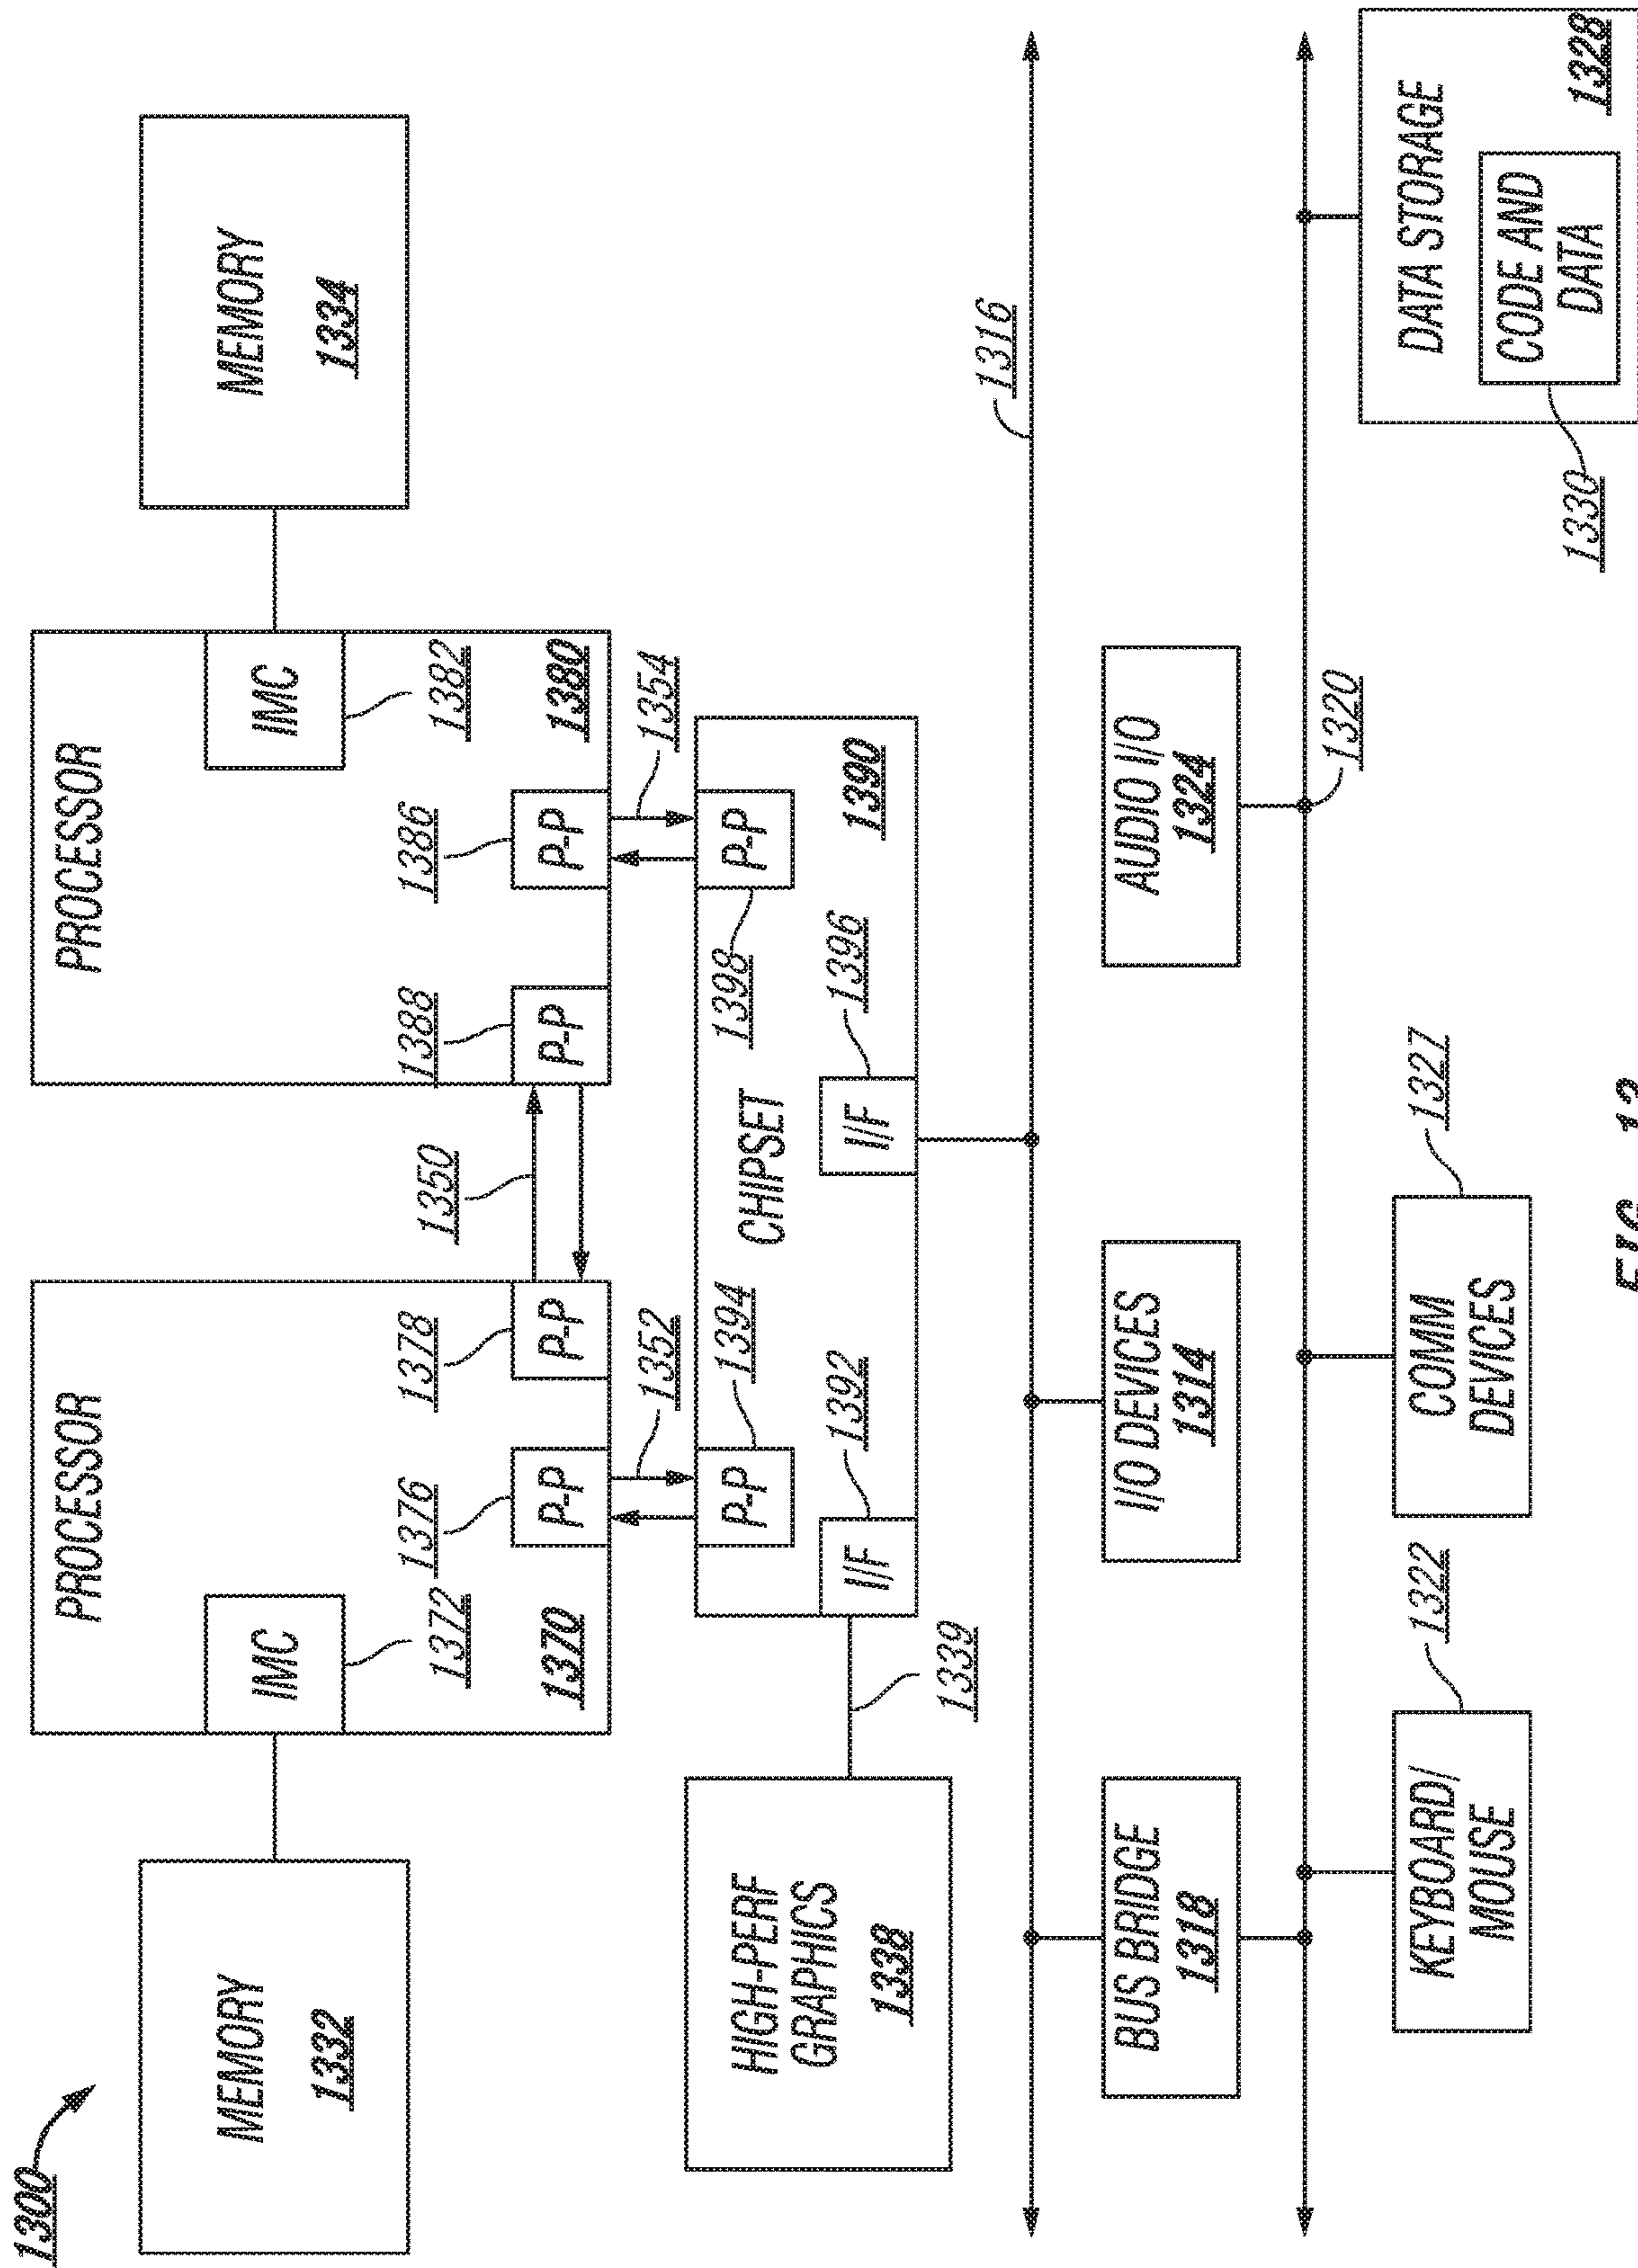 1300
MEMORY
1332
PROCESSOR
IMC
1372
1370
1376
P-P
1378
P-P
1350
PROCESSOR
1388
P-P
1386
P-P
IMC
1382
1380
MEMORY
1334
1352
1354
HIGH-PERF
GRAPHICS
1338
1339
P-P
1394
I/F
1392
CHIPSET
P-P
1398
1390
I/F
1396
1316
BUS BRIDGE
1318
I/O DEVICES
1314
AUDIO I/O
1324
1320
KEYBOARD/
MOUSE
1322
COMM
DEVICES
1327
DATA STORAGE
CODE AND
DATA
1328
1330